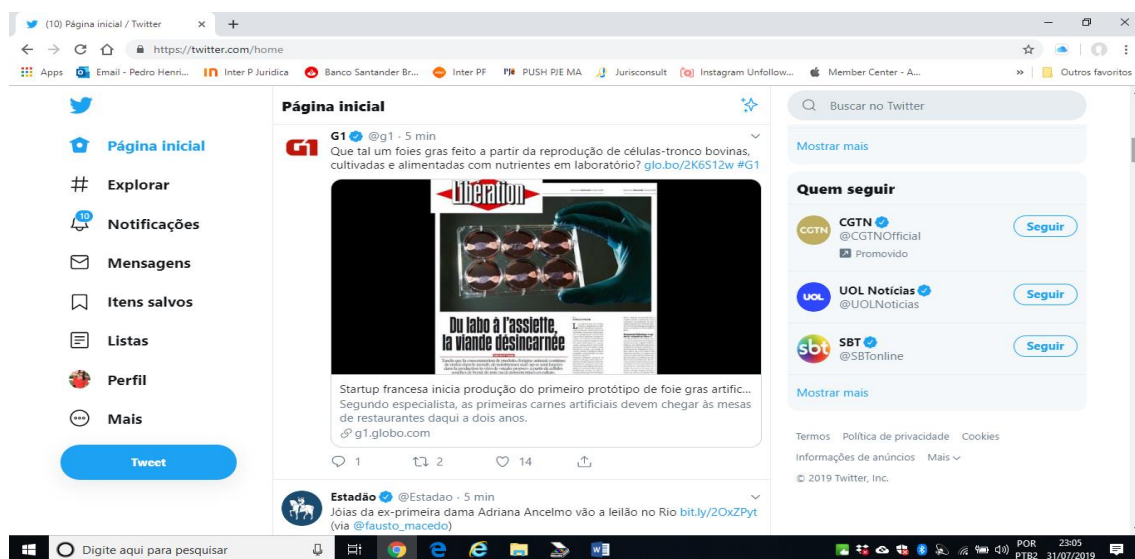 (10) Página inicial / Twitter
https://twitter.com/home
Apps Email - Pedro Henri... Inter P Juridica Banco Santander Br... Inter PF PUSH PJE MA Jurisconsult Instagram Unfollow... Member Center - A... » Outros favoritos
Página inicial
Explorar
10
Notificações
Mensagens
Itens salvos
Listas
Perfil
Mais
Tweet
Página inicial
G1 @g1 · 5 min
Que tal um foies gras feito a partir da reprodução de células-tronco bovinas,
cultivadas e alimentadas com nutrientes em laboratório? glo.bo/2K6S12w #G1
Libération
Du labo à l'assiette,
la viande désincarnée
Startup francesa inicia produção do primeiro protótipo de foie gras artific...
Segundo especialista, as primeiras carnes artificiais devem chegar às mesas
de restaurantes daqui a dois anos.
g1.globo.com
1 2 14
Estadão @Estadao · 5 min
Jóias da ex-primeira dama Adriana Ancelmo vão a leilão no Rio bit.ly/2OxZPyt
(via @fausto_macedo)
Buscar no Twitter
Mostrar mais
Quem seguir
CGTN
CGTN
@CGTNOfficial
Promovido
Seguir
UOL
UOL Notícias
@UOLNoticias
Seguir
sbt
SBT
@SBTonline
Seguir
Mostrar mais
Termos Política de privacidade Cookies
Informações de anúncios Mais
© 2019 Twitter, Inc.
Digite aqui para pesquisar
POR 23:05
PTB2 31/07/2019